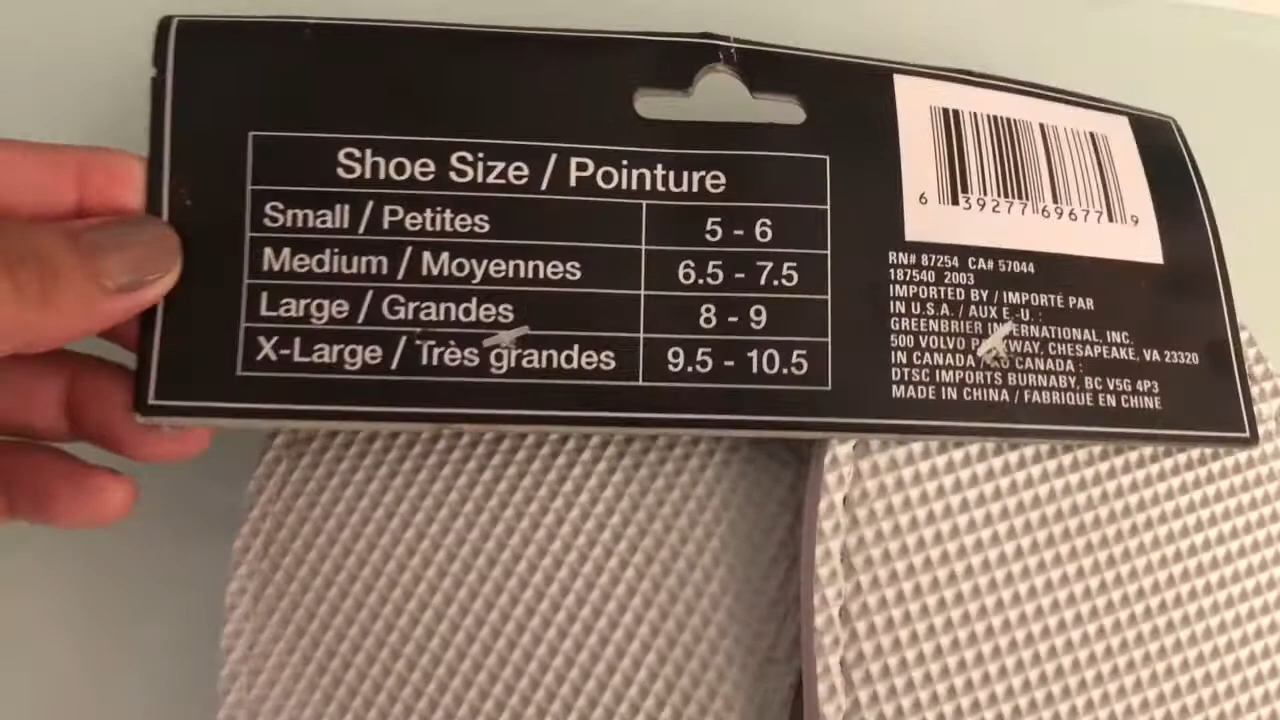 Shoe Size / Pointure
Small / Petites 5 - 6
Medium / Moyennes 6.5 - 7.5
Large / Grandes 8 - 9
X-Large / Très grandes 9.5 - 10.5
6 39277 69677 9
RN# 87254 CA# 57044
187540 2003
IMPORTED BY / IMPORTÉ PAR
IN U.S.A. / AUX E.-U. :
GREENBRIER INTERNATIONAL, INC.
500 VOLVO PARKWAY, CHESAPEAKE, VA 23320
IN CANADA / AU CANADA :
DTSC IMPORTS BURNABY, BC V5G 4P3
MADE IN CHINA / FABRIQUE EN CHINE